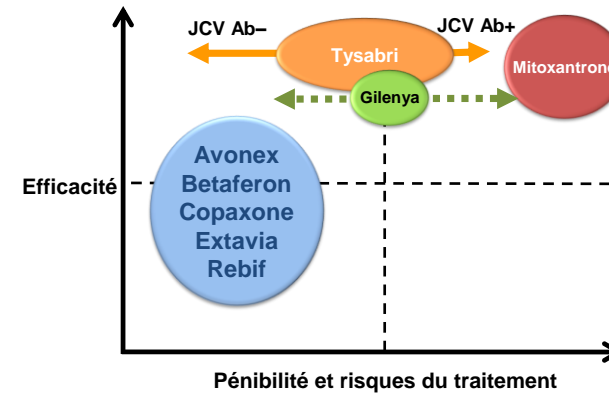 JCV Ab–
JCV Ab+
Tysabri
Mitoxantrone
Gilenya
Avonex
Betaferon
Copaxone
Extavia
Rebif
Efficacité
Pénibilité et risques du traitement